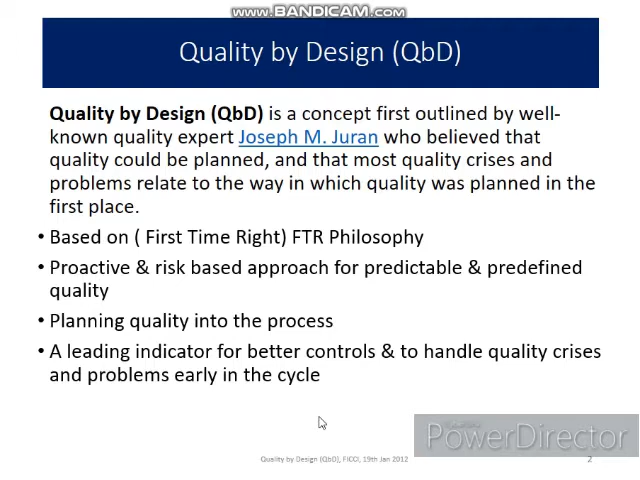 www.BANDICAM.com
Quality by Design (QbD)
Quality by Design (QbD) is a concept first outlined by well-
known quality expert Joseph M. Juran who believed that
quality could be planned, and that most quality crises and
problems relate to the way in which quality was planned in the
first place.
• Based on ( First Time Right) FTR Philosophy
• Proactive & risk based approach for predictable & predefined
quality
• Planning quality into the process
• A leading indicator for better controls & to handle quality crises
and problems early in the cycle
PowerDirector
Quality by Design (QbD), FICCI, 19th Jan 2012
2